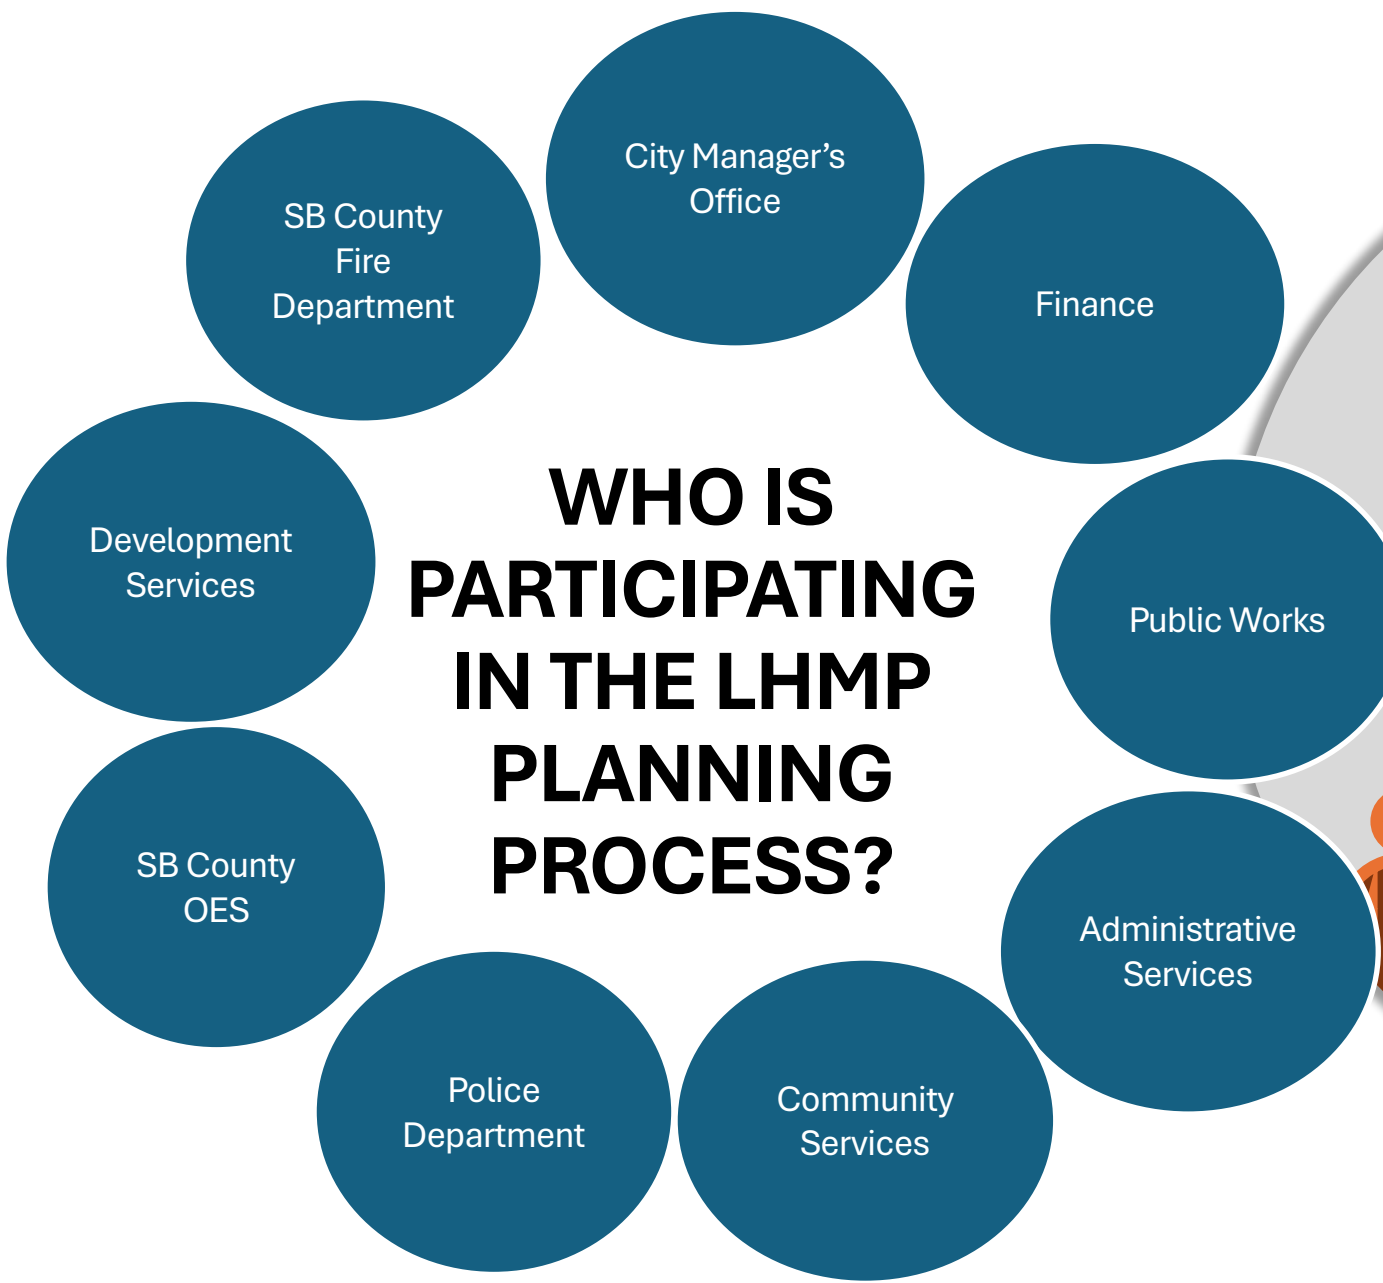 City Manager’s
Office
SB County
Fire
Department
Finance
Development
Services
WHO IS
PARTICIPATING
IN THE LHMP
PLANNING
PROCESS?
Public Works
SB County
OES
Administrative
Services
Police
Department
Community
Services